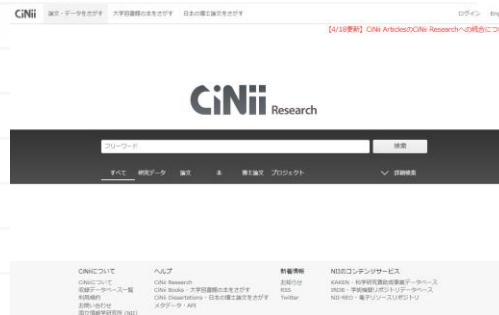 CiNii 論文・データをさがす 大学図書館の本をさがす 日本の博士論文をさがす ログイン Eng
【4/18更新】CiNii ArticlesのCiNii Researchへの統合につ
CiNii Research
フリーワード 検索
すべて 研究データ 論文 本 博士論文 プロジェクト 詳細検索
CiNiiについて ヘルプ 新着情報 NIIのコンテンツサービス
CiNiiについて CiNii Research お知らせ KAKEN - 科学研究費助成事業データベース
収録データベース一覧 CiNii Books - 大学図書館の本をさがす RSS IRDB - 学術機関リポジトリデータベース
利用規約 CiNii Dissertations - 日本の博士論文をさがす Twitter NII-REO - 電子リソースリポジトリ
お問い合わせ メタデータ・API
国立情報学研究所 (NII)